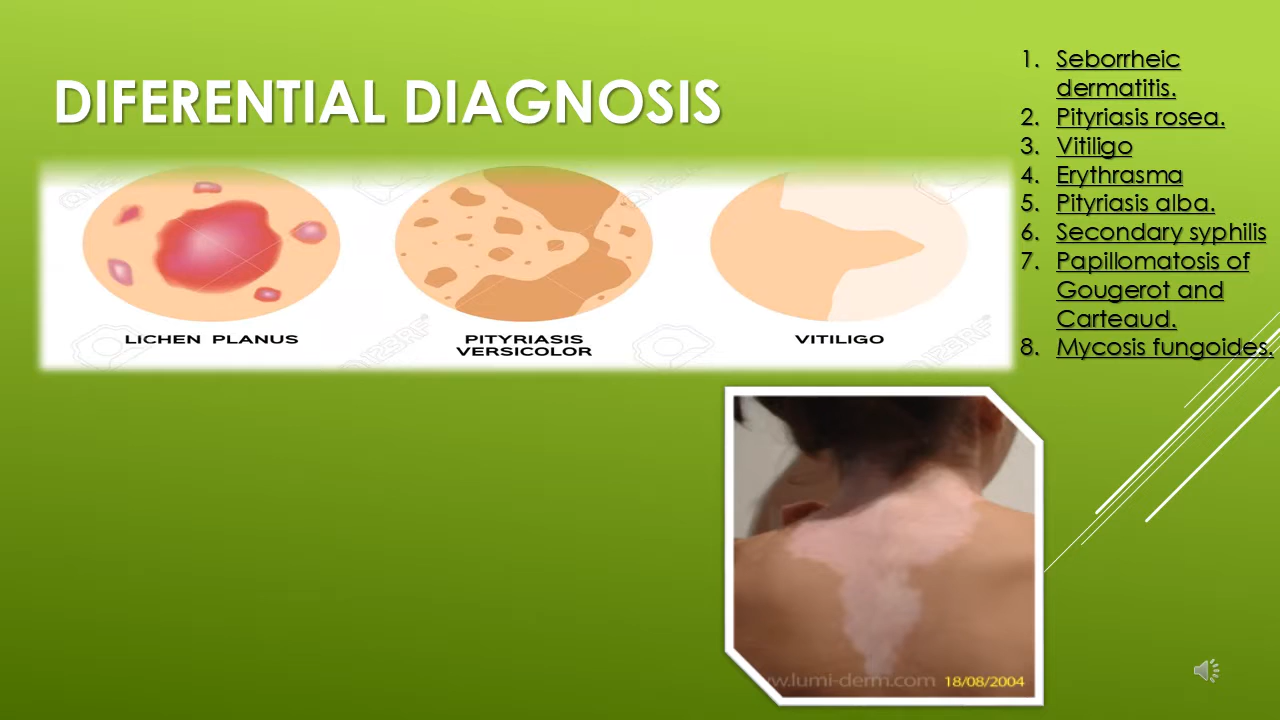 DIFERENTIAL DIAGNOSIS
1. Seborrheic
dermatitis.
2. Pityriasis rosea.
3. Vitiligo
4. Erythrasma
5. Pityriasis alba.
6. Secondary syphilis
7. Papillomatosis of
Gougerot and
Carteaud.
8. Mycosis fungoides.
LICHEN PLANUS
PITYRIASIS
VERSICOLOR
VITILIGO
w.lumi-derm.com 18/08/2004